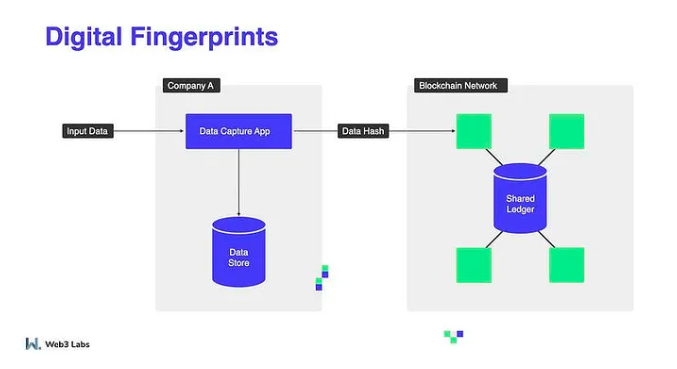 Digital Fingerprints
Company A
Blockchain Network
Input Data
Data Capture App
Data Hash
Shared
Ledger
Data
Store
Web3 Labs